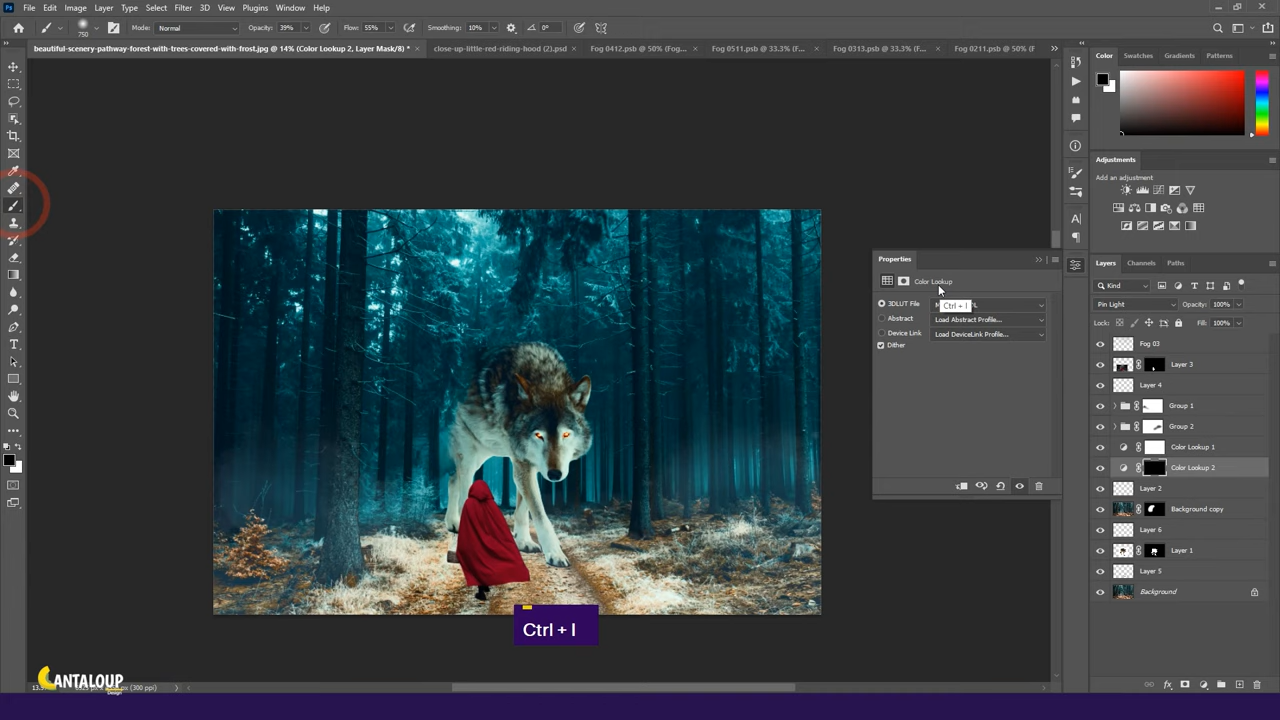 Ps File Edit Image Layer Type Select Filter 3D View Plugins Window Help
750 Mode: Normal Opacity: 39% Flow: 55% Smoothing: 10% 0°
beautiful-scenery-pathway-forest-with-trees-covered-with-frost.jpg @ 14% (Color Lookup 2, Layer Mask/8) * close-up-little-red-riding-hood (2).psd Fog 0412.psb @ 50% (Fog... Fog 0511.psb @ 33.3% (F... Fog 0313.psb @ 33.3% (F... Fog 0211.psb @ 50% (F
Color Swatches Gradients Patterns
Adjustments
Add an adjustment
Properties
Color Lookup
3DLUT File
Ctrl + I
Abstract Load Abstract Profile...
Device Link Load DeviceLink Profile...
Dither
Layers Channels Paths
Kind
Pin Light Opacity: 100%
Lock: Fill: 100%
Fog 03
Layer 3
Layer 4
Group 1
Group 2
Color Lookup 1
Color Lookup 2
Layer 2
Background copy
Layer 6
Layer 1
Layer 5
Background
Ctrl + I
CANTALOUP
Design
(300 ppi)